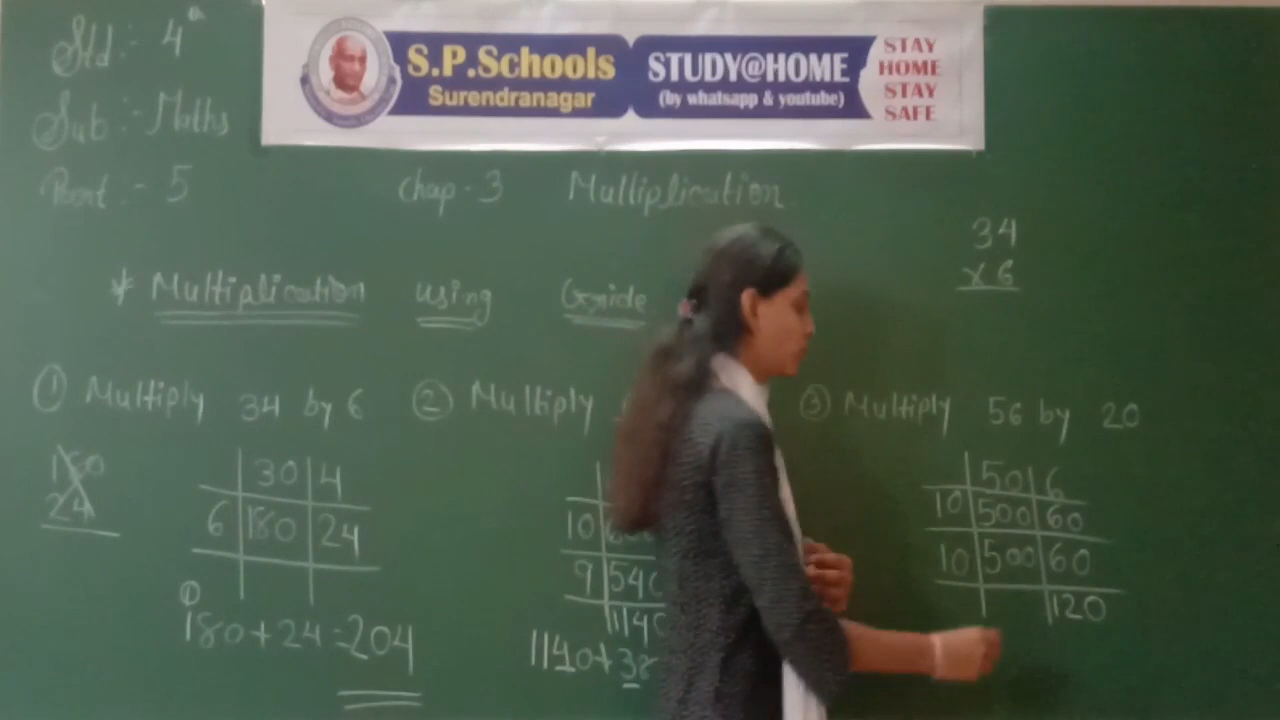 Std :- 4
Sub :- Maths
Part :- 5
S.P.Schools
Surendranagar
STUDY@HOME
(by whatsapp & youtube)
STAY
HOME
STAY
SAFE
Chap - 3 Multiplication
34
x 6
* Multiplication using Gride
① Multiply 34 by 6
180
24
30 4
6 180 24
180+24=204
② Multiply
10 6
9 540
1140
1140+38
③ Multiply 56 by 20
50 6
10 500 60
10 500 60
120